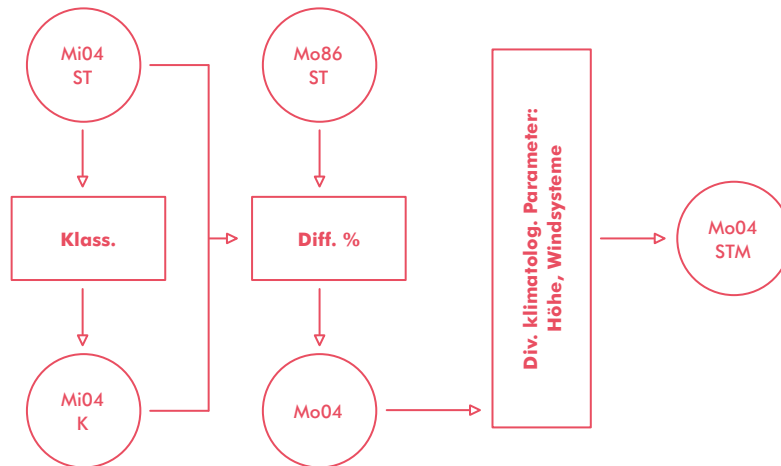 Mi04
ST
Mo86
ST
Klass.
Diff. %
Div. klimatolog. Parameter:
Höhe, Windsysteme
Mo04
STM
Mi04
K
Mo04